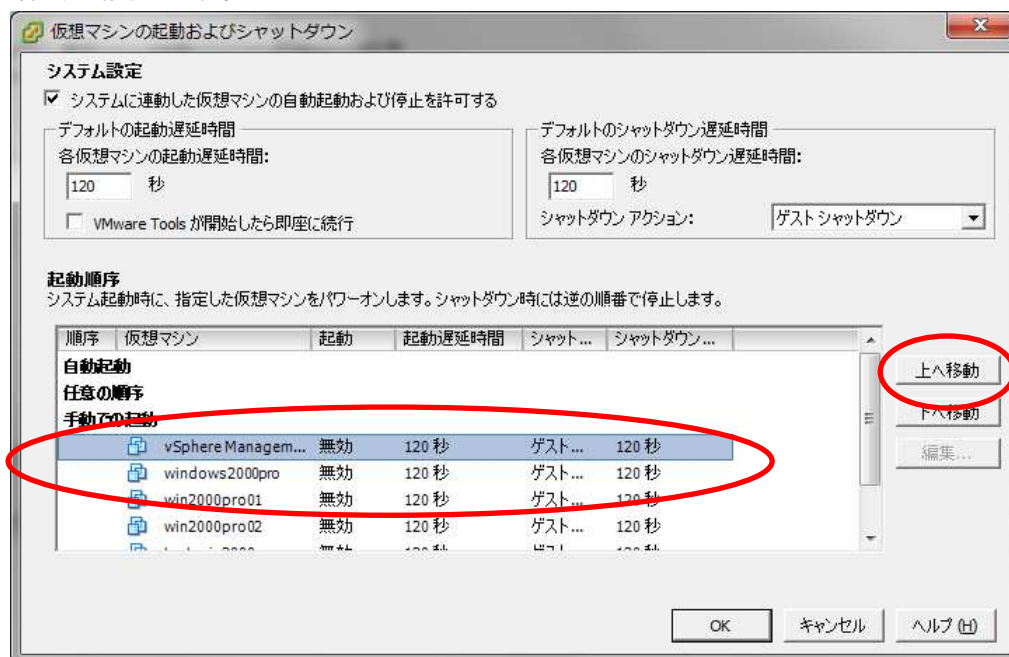 仮想マシンの起動およびシャットダウン
システム設定
システムに連動した仮想マシンの自動起動および停止を許可する
デフォルトの起動遅延時間
各仮想マシンの起動遅延時間:
120 秒
VMware Tools が開始したら即座に続行
デフォルトのシャットダウン遅延時間
各仮想マシンのシャットダウン遅延時間:
120 秒
シャットダウン アクション: ゲスト シャットダウン
起動順序
システム起動時に、指定した仮想マシンをパワーオンします。シャットダウン時には逆の順番で停止します。
順序 仮想マシン 起動 起動遅延時間 シャット... シャットダウン...
自動起動
任意の順序
手動での起動
vSphere Managem... 無効 120 秒 ゲスト... 120 秒
windows2000pro 無効 120 秒 ゲスト... 120 秒
win2000pro01 無効 120 秒 ゲスト... 120 秒
win2000pro02 無効 120 秒 ゲスト... 120 秒
上へ移動
下へ移動
編集...
OK キャンセル ヘルプ (H)